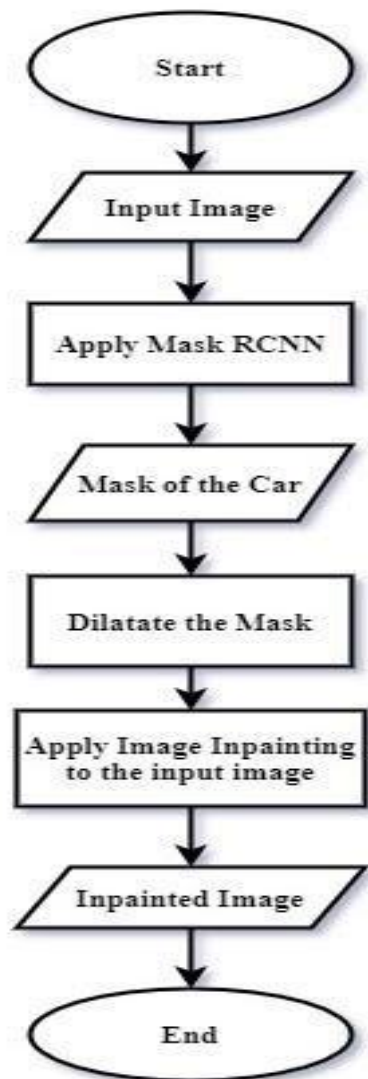 Start
Input Image
Apply Mask RCNN
Mask of the Car
Dilatate the Mask
Apply Image Inpainting
to the input image
Inpainted Image
End